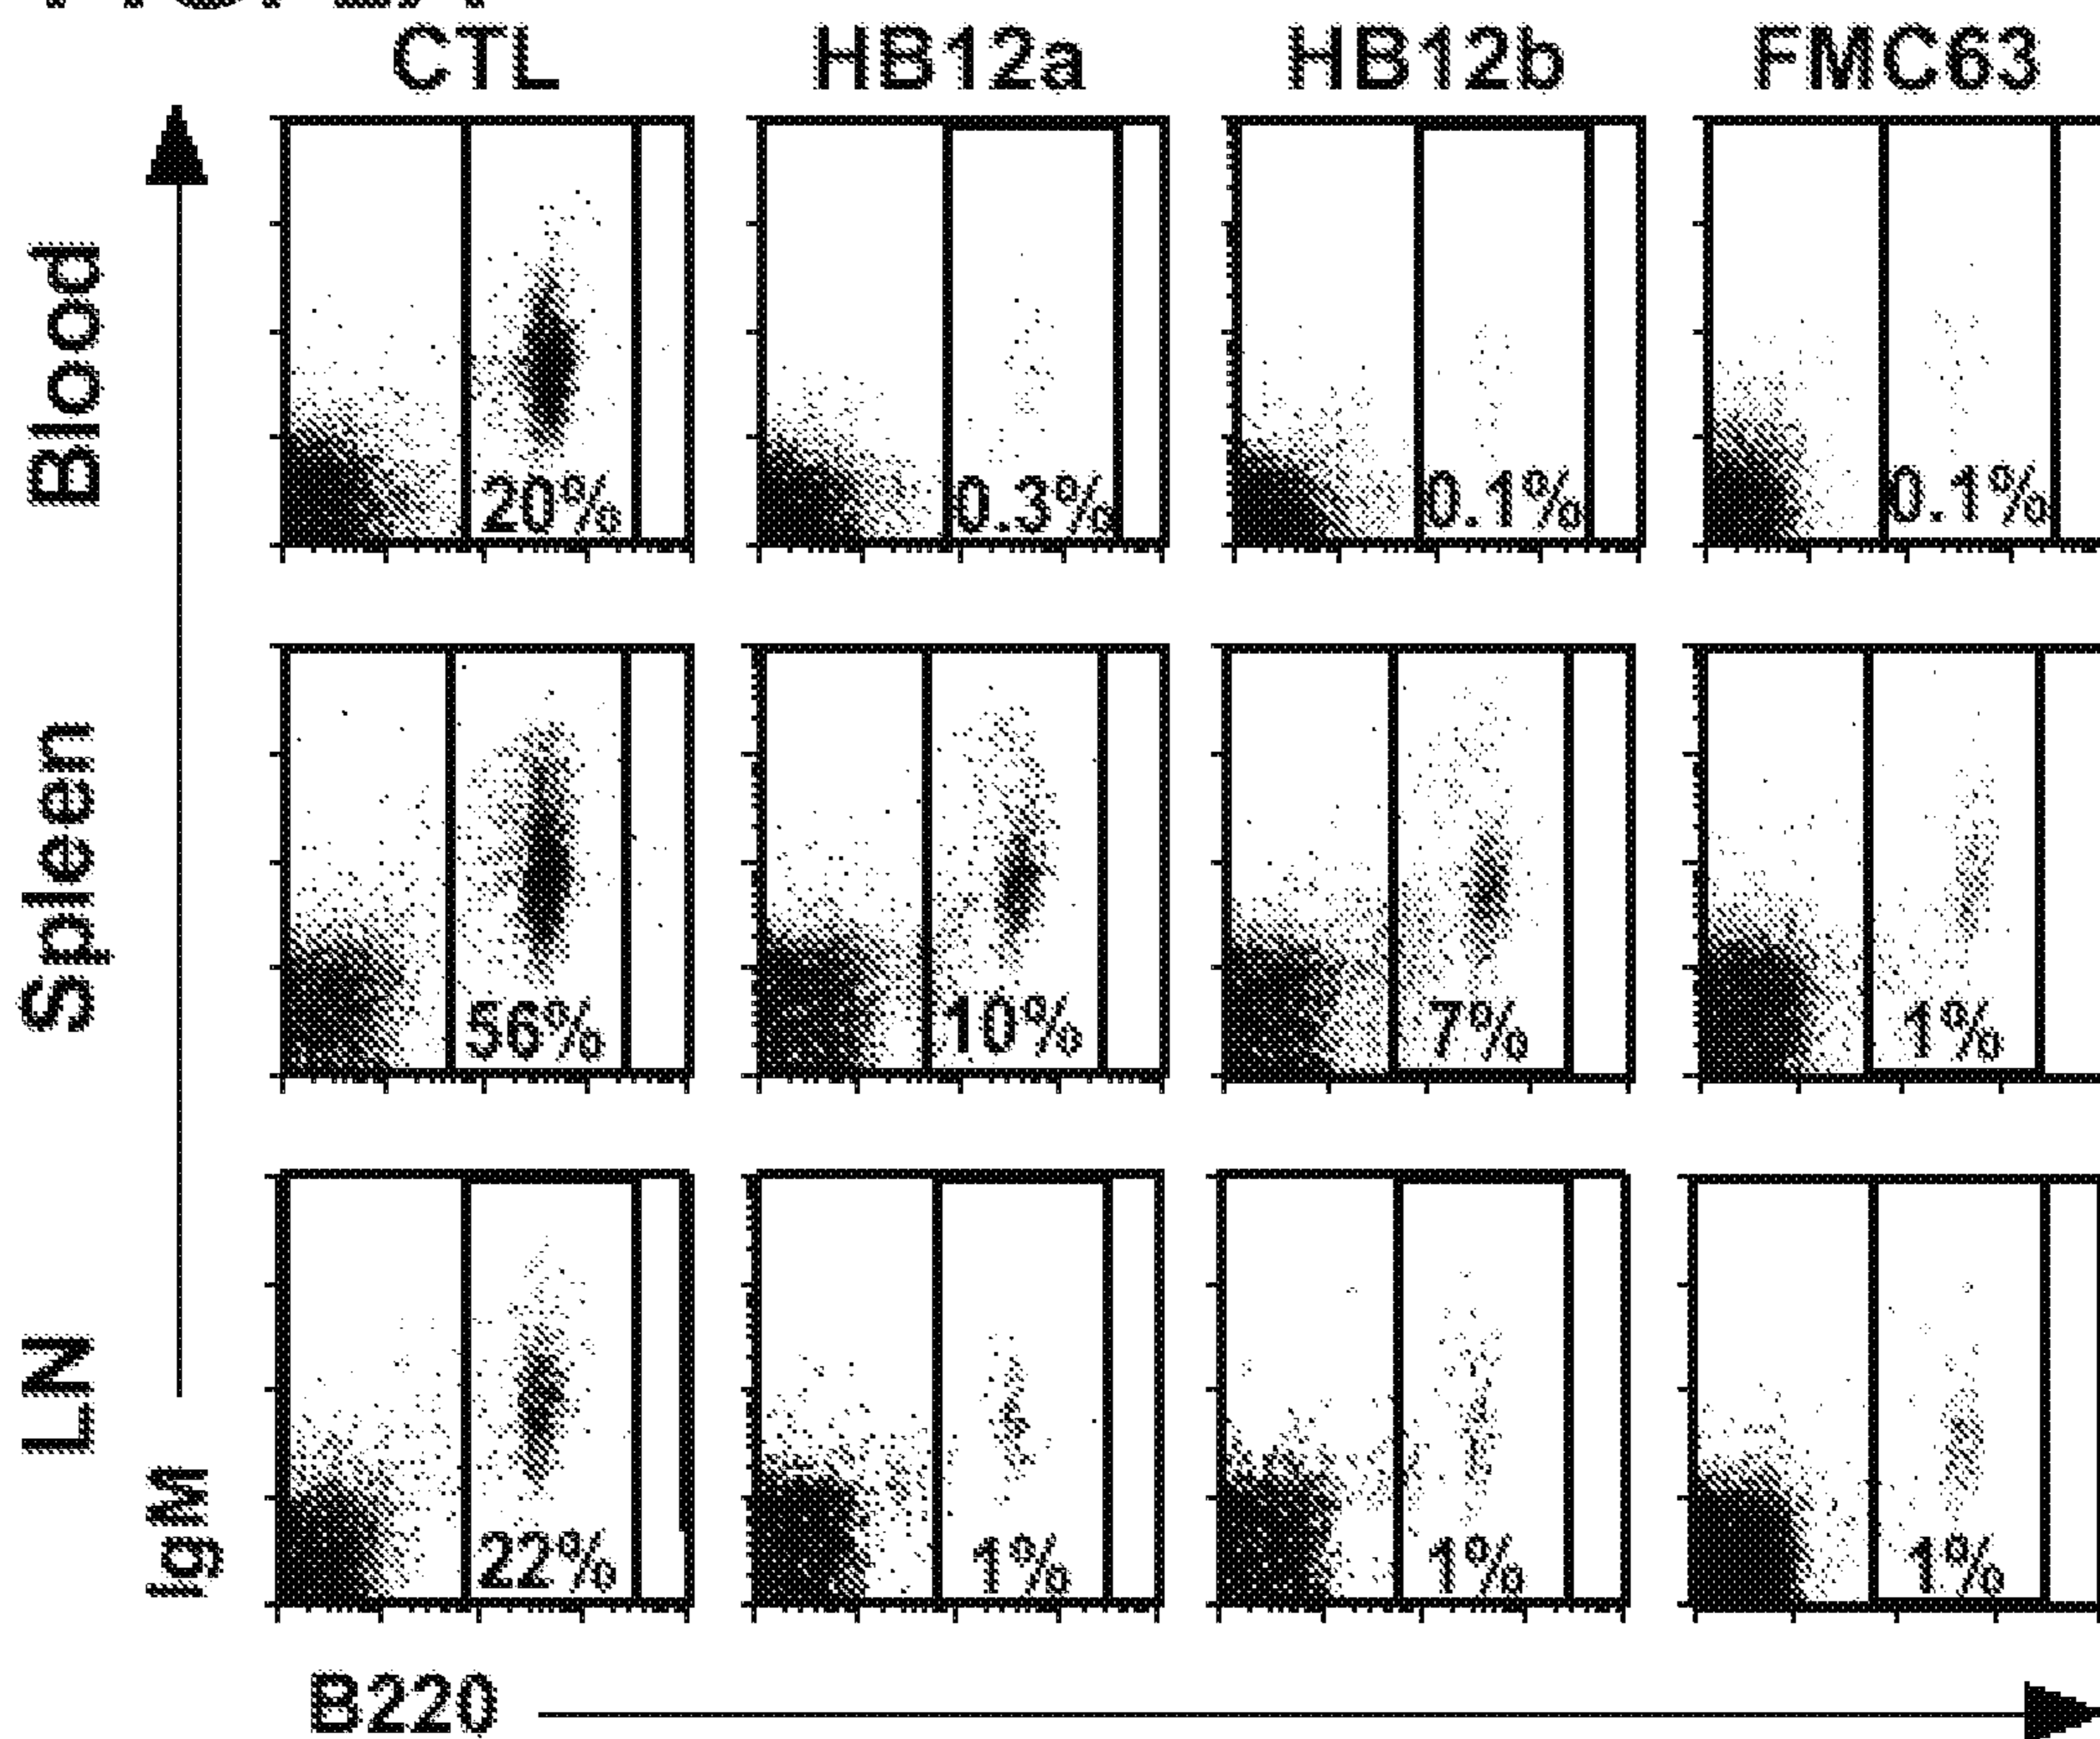 CTL HB12a HB12b FMC63
Blood
20% 0.3% 0.1% 0.1%
Spleen
56% 10% 7% 1%
LN
22% 1% 1% 1%
IgM
B220